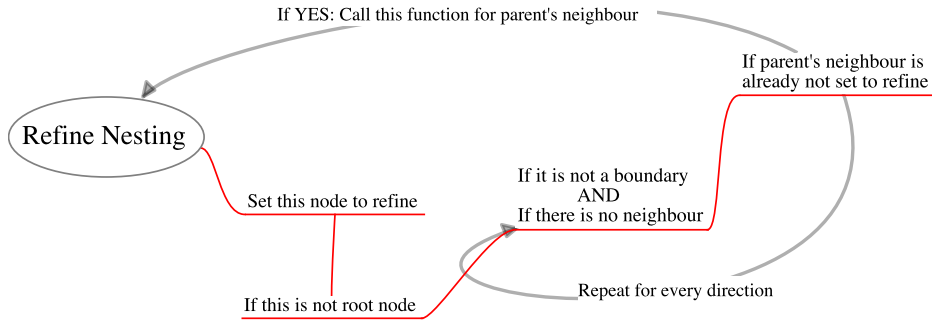 If YES: Call this function for parent's neighbour
If parent's neighbour is
already not set to refine
Refine Nesting
If it is not a boundary
AND
If there is no neighbour
Set this node to refine
Repeat for every direction
If this is not root node